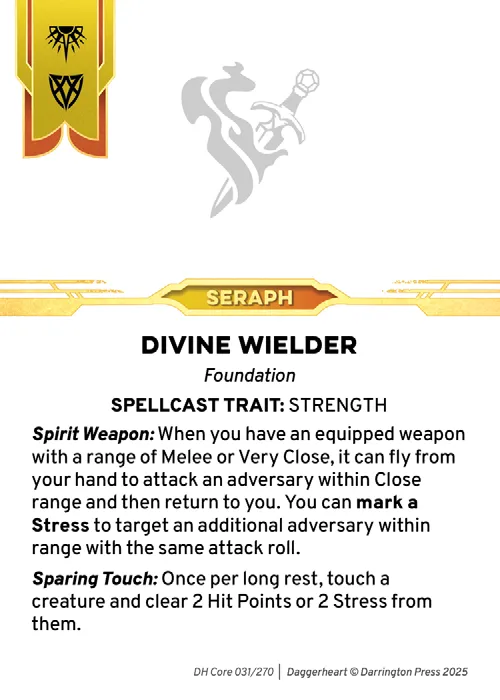 SERAPH
DIVINE WIELDER
Foundation
SPELLCAST TRAIT: STRENGTH
Spirit Weapon: When you have an equipped weapon
with a range of Melee or Very Close, it can fly from
your hand to attack an adversary within Close
range and then return to you. You can mark a
Stress to target an additional adversary within
range with the same attack roll.
Sparing Touch: Once per long rest, touch a
creature and clear 2 Hit Points or 2 Stress from
them.
DH Core 031/270 | Daggerheart © Darrington Press 2025